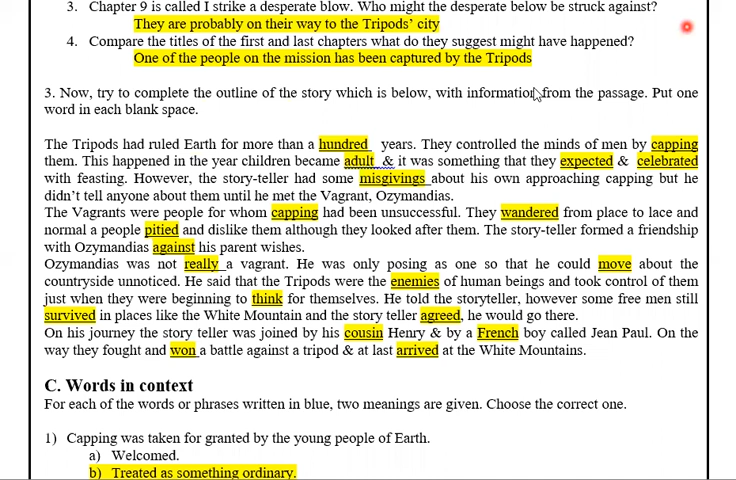 3. Chapter 9 is called I strike a desperate blow. Who might the desperate below be struck against?
They are probably on their way to the Tripods' city
4. Compare the titles of the first and last chapters what do they suggest might have happened?
One of the people on the mission has been captured by the Tripods
3. Now, try to complete the outline of the story which is below, with information from the passage. Put one
word in each blank space.
The Tripods had ruled Earth for more than a hundred years. They controlled the minds of men by capping
them. This happened in the year children became adult & it was something that they expected & celebrated
with feasting. However, the story-teller had some misgivings about his own approaching capping but he
didn't tell anyone about them until he met the Vagrant, Ozymandias.
The Vagrants were people for whom capping had been unsuccessful. They wandered from place to lace and
normal a people pitied and dislike them although they looked after them. The story-teller formed a friendship
with Ozymandias against his parent wishes.
Ozymandias was not really a vagrant. He was only posing as one so that he could move about the
countryside unnoticed. He said that the Tripods were the enemies of human beings and took control of them
just when they were beginning to think for themselves. He told the storyteller, however some free men still
survived in places like the White Mountain and the story teller agreed, he would go there.
On his journey the story teller was joined by his cousin Henry & by a French boy called Jean Paul. On the
way they fought and won a battle against a tripod & at last arrived at the White Mountains.
C. Words in context
For each of the words or phrases written in blue, two meanings are given. Choose the correct one.
1) Capping was taken for granted by the young people of Earth.
a) Welcomed.
b) Treated as something ordinary.